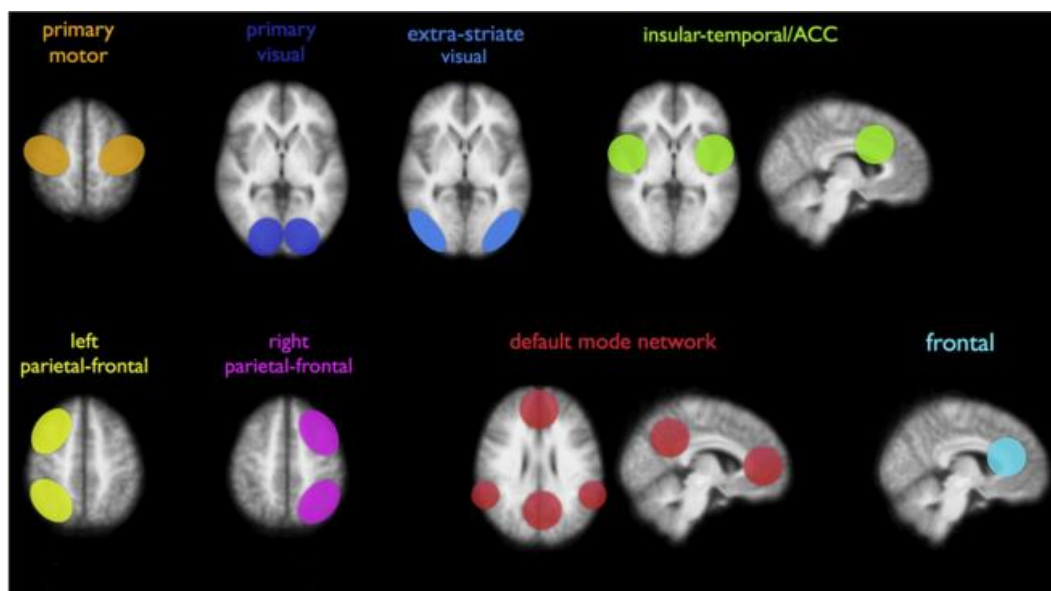 primary
motor
primary
visual
extra-striate
visual
insular-temporal/ACC
left
parietal-frontal
right
parietal-frontal
default mode network
frontal